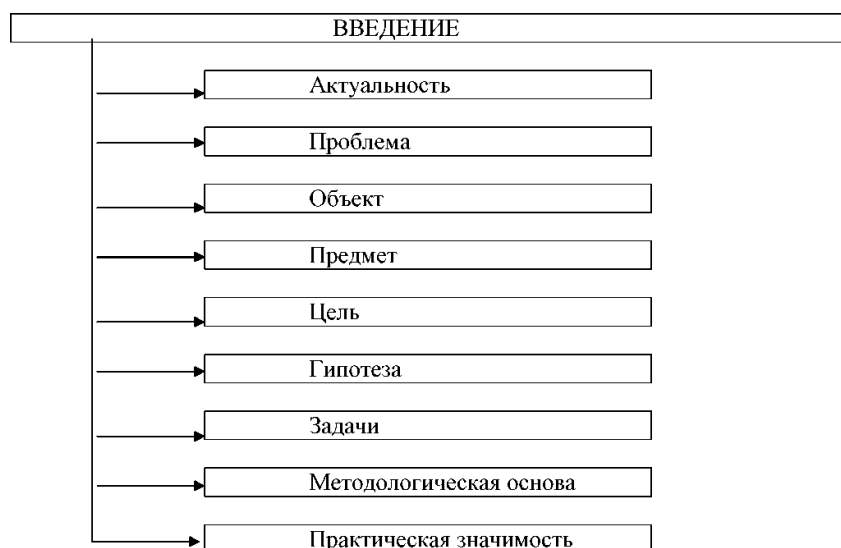 ВВЕДЕНИЕ
Актуальность
Проблема
Объект
Предмет
Цель
Гипотеза
Задачи
Методологическая основа
Практическая значимость